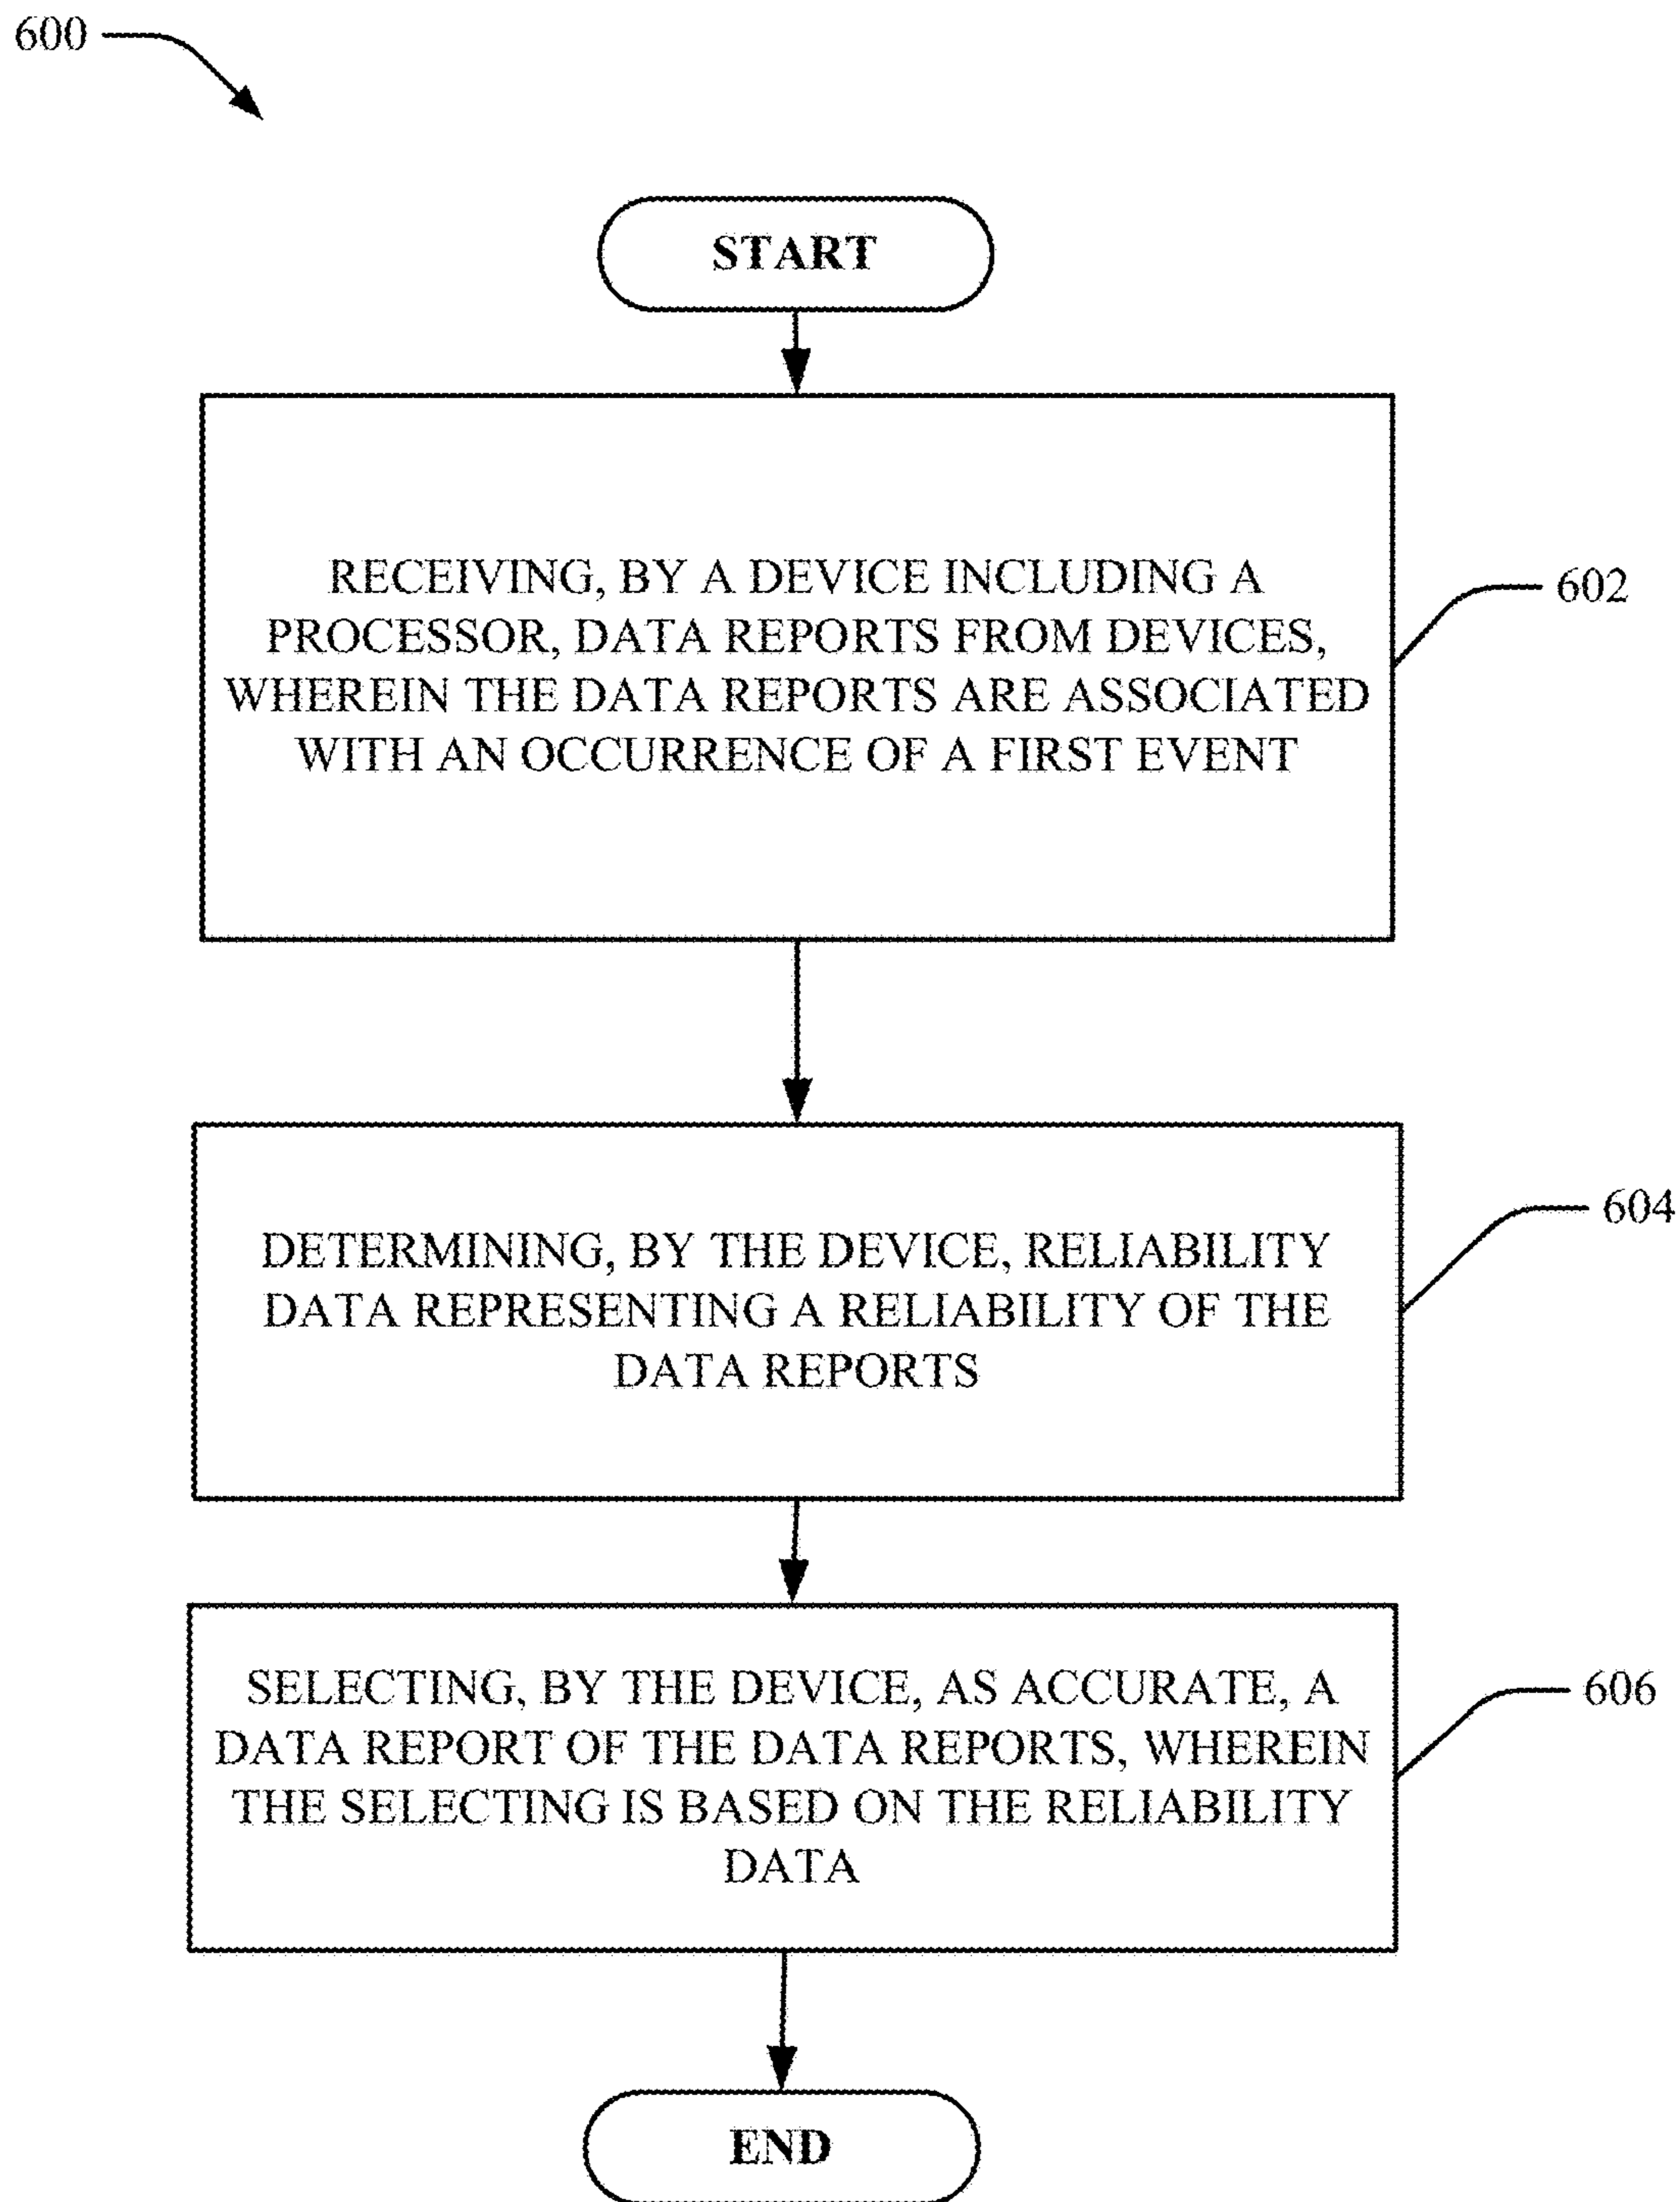 600
START
RECEIVING, BY A DEVICE INCLUDING A
PROCESSOR, DATA REPORTS FROM DEVICES,
WHEREIN THE DATA REPORTS ARE ASSOCIATED
WITH AN OCCURRENCE OF A FIRST EVENT
602
DETERMINING, BY THE DEVICE, RELIABILITY
DATA REPRESENTING A RELIABILITY OF THE
DATA REPORTS
604
SELECTING, BY THE DEVICE, AS ACCURATE, A
DATA REPORT OF THE DATA REPORTS, WHEREIN
THE SELECTING IS BASED ON THE RELIABILITY
DATA
606
END